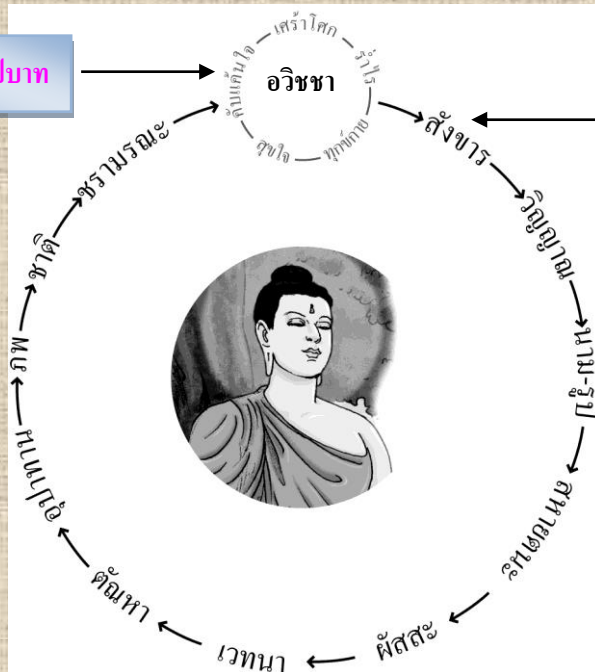 ปบาท
เศร้าโศก
ร่ำไร
ทุกข์กาย
สุขใจ
คับแค้นใจ
อวิชชา
สังขาร
วิญญาณ
นาม-รูป
สหายตนะ
ผัสสะ
เวทนา
ตัณหา
อุปาทาน
ภพ
ชาติ
ชรามรณะ